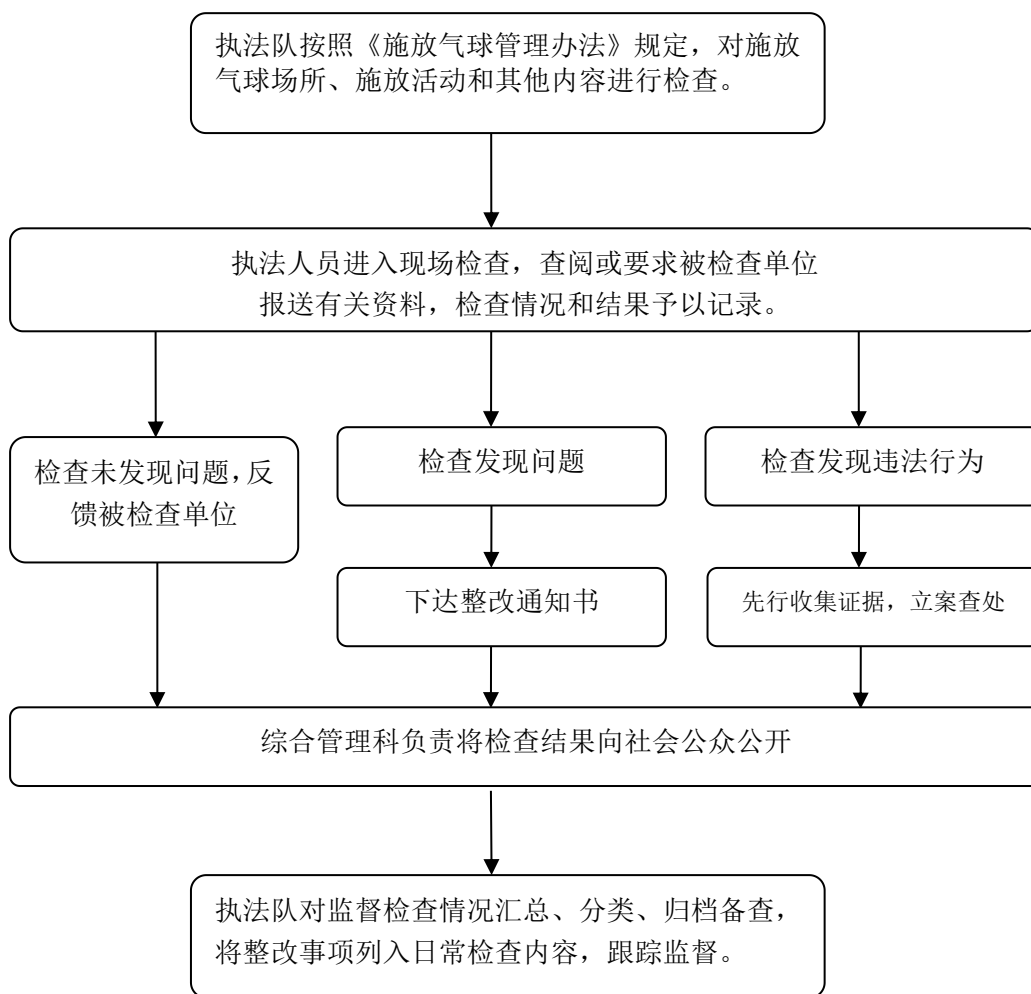 执法队按照《施放气球管理办法》规定，对施放
气球场所、施放活动和其他内容进行检查。
执法人员进入现场检查，查阅或要求被检查单位
报送有关资料，检查情况和结果予以记录。
检查未发现问题，反
馈被检查单位
检查发现问题
检查发现违法行为
下达整改通知书
先行收集证据，立案查处
综合管理科负责将检查结果向社会公众公开
执法队对监督检查情况汇总、分类、归档备查，
将整改事项列入日常检查内容，跟踪监督。